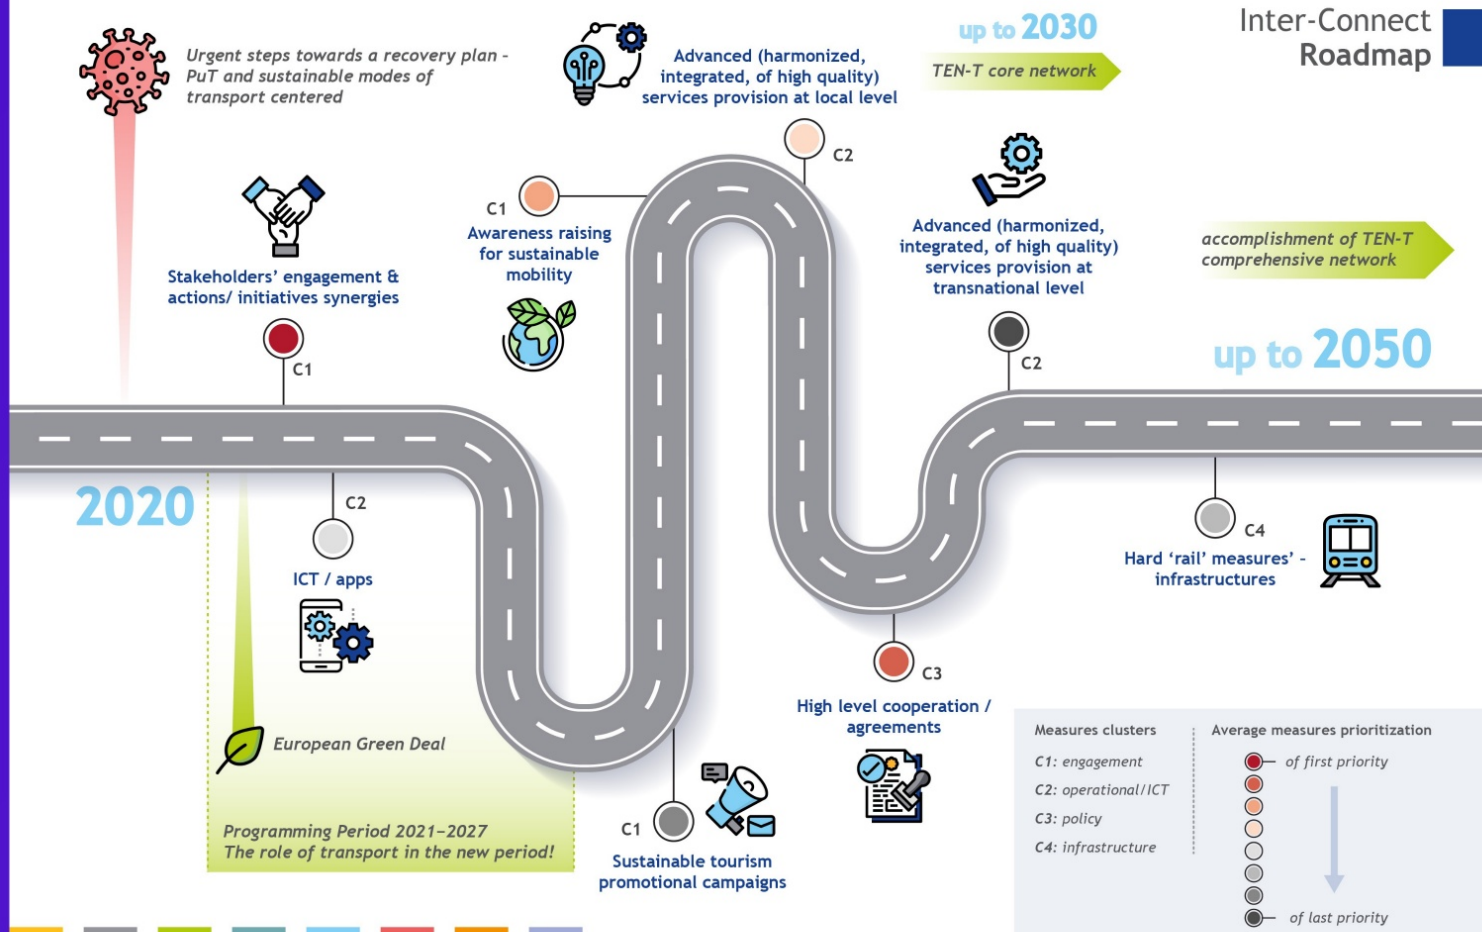 Inter-Connect
Roadmap
Urgent steps towards a recovery plan -
PuT and sustainable modes of
transport centered
Advanced (harmonized,
integrated, of high quality)
services provision at local level
up to 2030
TEN-T core network
C2
C1
Awareness raising
for sustainable
mobility
Stakeholders' engagement &
actions/ initiatives synergies
C1
Advanced (harmonized,
integrated, of high quality)
services provision at
transnational level
C2
accomplishment of TEN-T
comprehensive network
up to 2050
2020
C2
ICT / apps
European Green Deal
Programming Period 2021–2027
The role of transport in the new period!
C1
Sustainable tourism
promotional campaigns
C3
High level cooperation /
agreements
C4
Hard ‘rail’ measures’ -
infrastructures
Measures clusters
C1: engagement
C2: operational/ICT
C3: policy
C4: infrastructure
Average measures prioritization
of first priority
of last priority